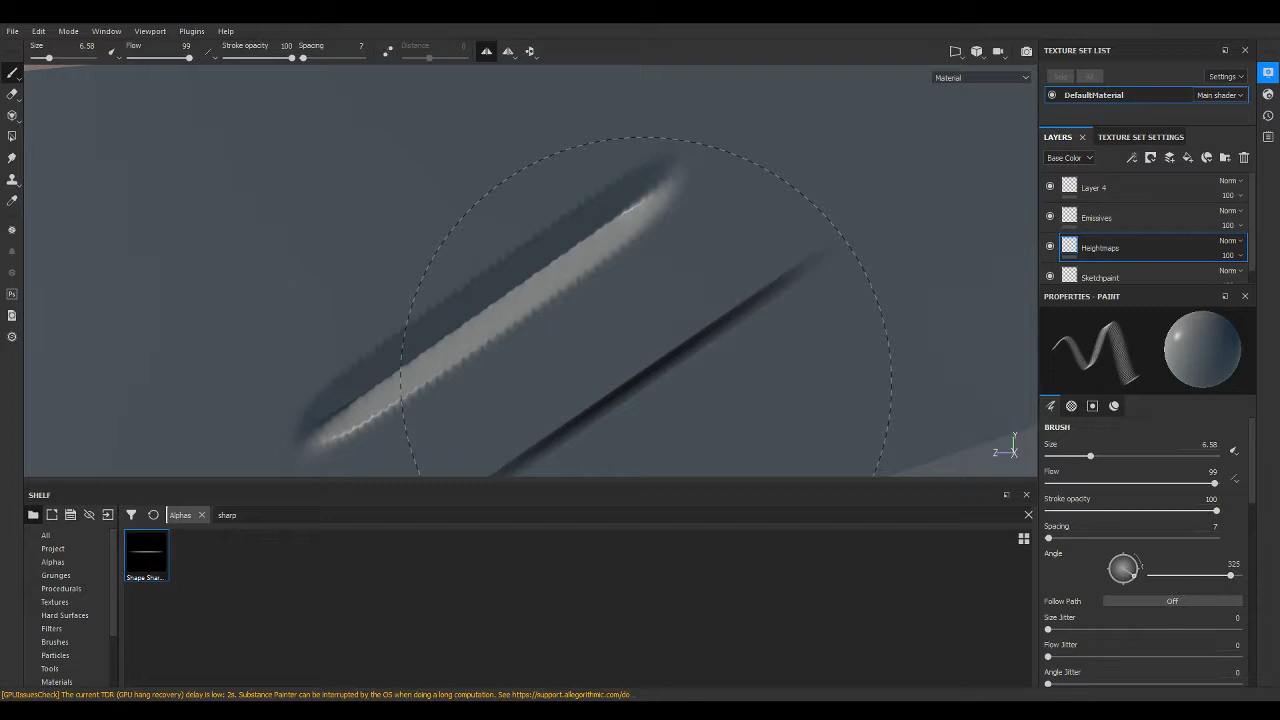 File Edit Mode Window Viewport Plugins Help
Size 6.58 Flow 99 Stroke opacity 100 Spacing 7 Distance 0
Material
TEXTURE SET LIST
Solo All Settings
DefaultMaterial Main shader
LAYERS TEXTURE SET SETTINGS
Base Color
Layer 4 Norm
100
Emissives Norm
100
Heightmaps Norm
100
Sketchpaint Norm
PROPERTIES - PAINT
BRUSH
Size 6.58
Flow 99
Stroke opacity 100
Spacing 7
Angle 325
Follow Path Off
Size Jitter 0
Flow Jitter 0
Angle Jitter 0
Y
Z X
SHELF
Alphas sharp
All
Project
Alphas
Grunges
Procedurals
Textures
Hard Surfaces
Filters
Brushes
Particles
Tools
Materials
Shape Shar...
Ps
[GPUIssuesCheck] The current TDR (GPU hang recovery) delay is low: 2s. Substance Painter can be interrupted by the OS when doing a long computation. See https://support.allegorithmic.com/do...